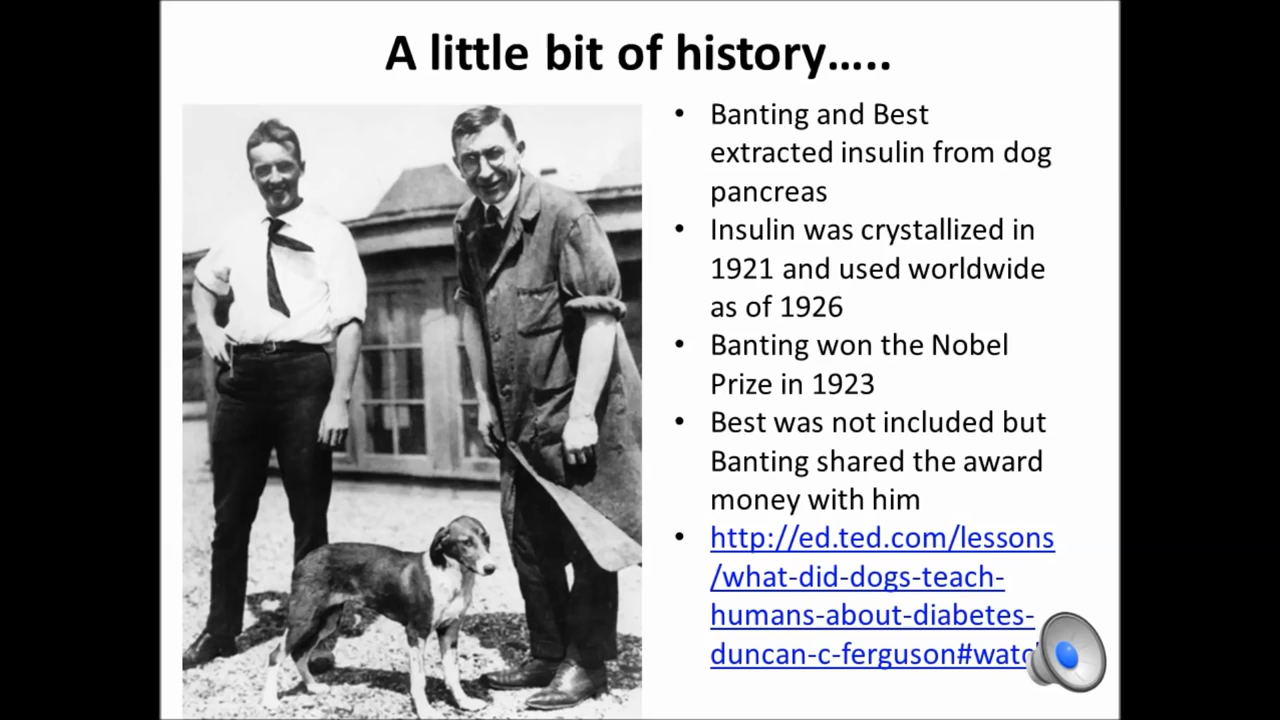 A little bit of history.....
• Banting and Best
extracted insulin from dog
pancreas
• Insulin was crystallized in
1921 and used worldwide
as of 1926
• Banting won the Nobel
Prize in 1923
• Best was not included but
Banting shared the award
money with him
• http://ed.ted.com/lessons
/what-did-dogs-teach-
humans-about-diabetes-
duncan-c-ferguson#watc